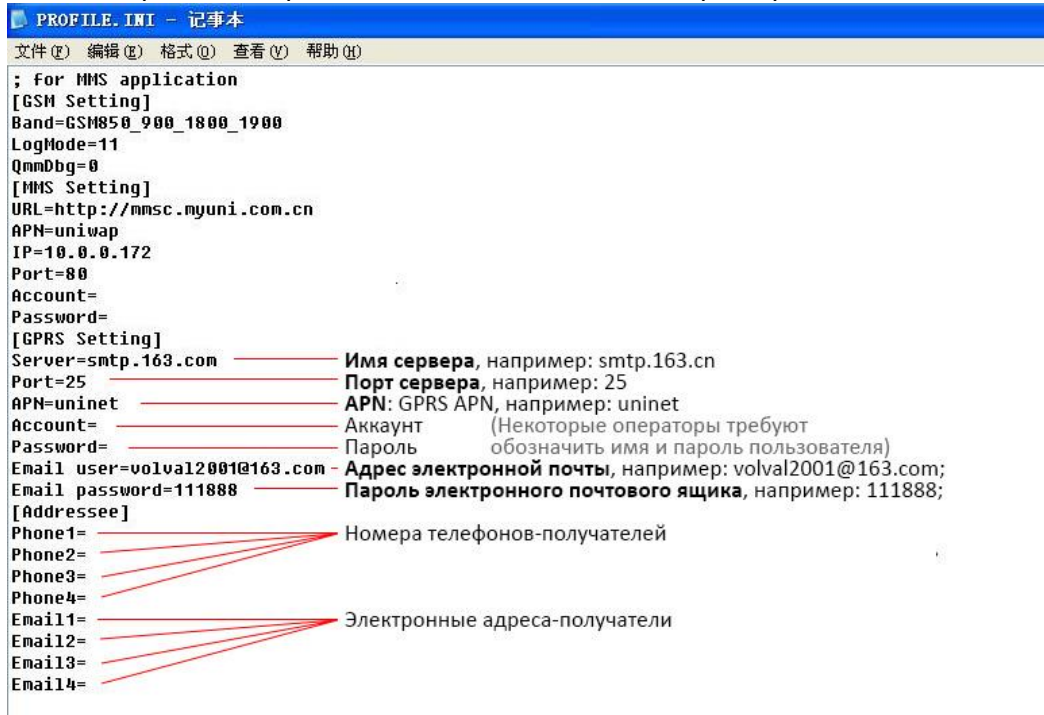 PROFILE.INI - 记事本
文件(F) 编辑(E) 格式(O) 查看(V) 帮助(H)
; for MMS application
[GSM Setting]
Band=GSM850_900_1800_1900
LogMode=11
QmmDbg=0
[MMS Setting]
URL=http://mmsc.myuni.com.cn
APN=uniwap
IP=10.0.0.172
Port=80
Account=
Password=
[GPRS Setting]
Server=smtp.163.com Имя сервера, например: smtp.163.cn
Port=25 Порт сервера, например: 25
APN=uninet APN: GPRS APN, например: uninet
Account= Аккаунт (Некоторые операторы требуют
Password= Пароль обозначить имя и пароль пользователя)
Email user=volval2001@163.com Адрес электронной почты, например: volval2001@163.com;
Email password=111888 Пароль электронного почтового ящика, например: 111888;
[Addressee]
Phone1= Номера телефонов-получателей
Phone2=
Phone3=
Phone4=
Email1= Электронные адреса-получатели
Email2=
Email3=
Email4=